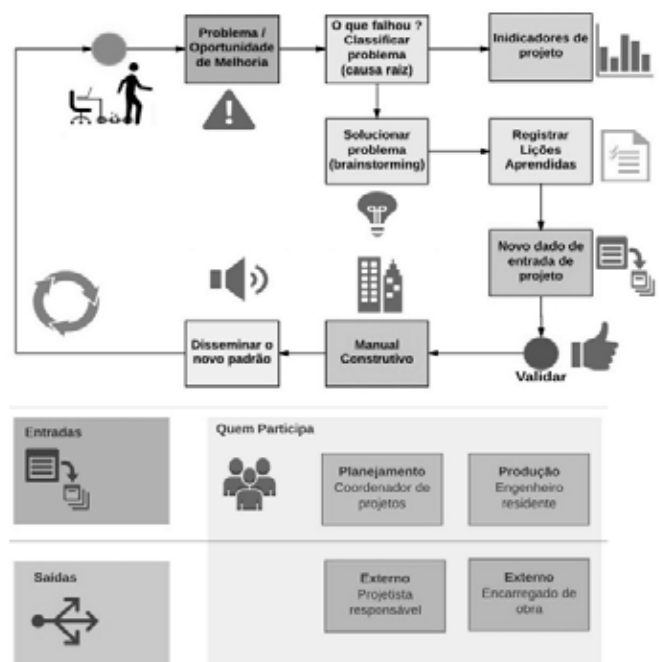 Problema /
Oportunidade
de Melhoria
O que falhou ?
Classificar
problema
(causa raiz)
Inidicadores de
projeto
Solucionar
problema
(brainstorming)
Registrar
Lições
Aprendidas
Novo dado de
entrada de
projeto
Validar
Manual
Construtivo
Disseminar o
novo padrão
Entradas
Quem Participa
Planejamento
Coordenador de
projetos
Produção
Engenheiro
residente
Saídas
Externo
Projetista
responsável
Externo
Encarregado de
obra